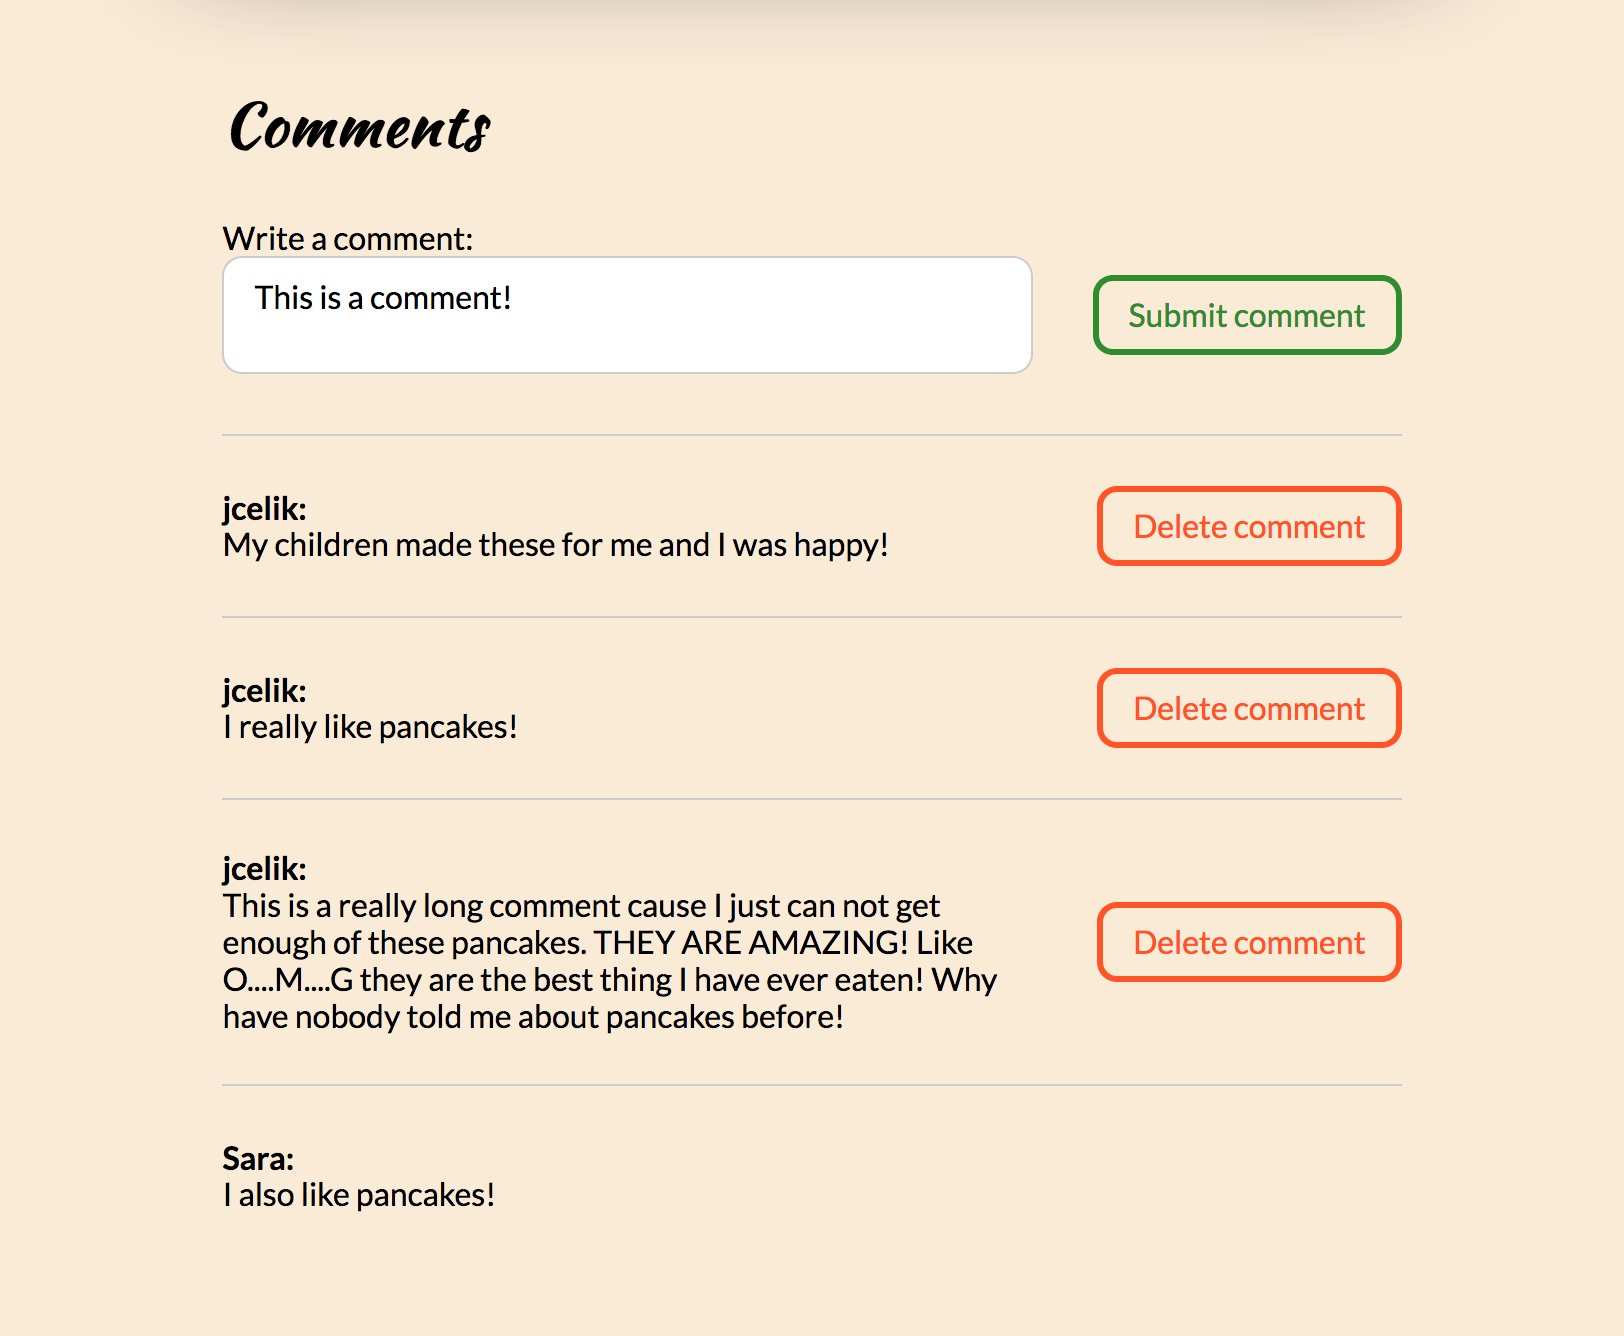 Comments
Write a comment:
This is a comment!
Submit comment
jcelik:
My children made these for me and I was happy!
Delete comment
jcelik:
I really like pancakes!
Delete comment
jcelik:
This is a really long comment cause I just can not get
enough of these pancakes. THEY ARE AMAZING! Like
O....M....G they are the best thing I have ever eaten! Why
have nobody told me about pancakes before!
Delete comment
Sara:
I also like pancakes!